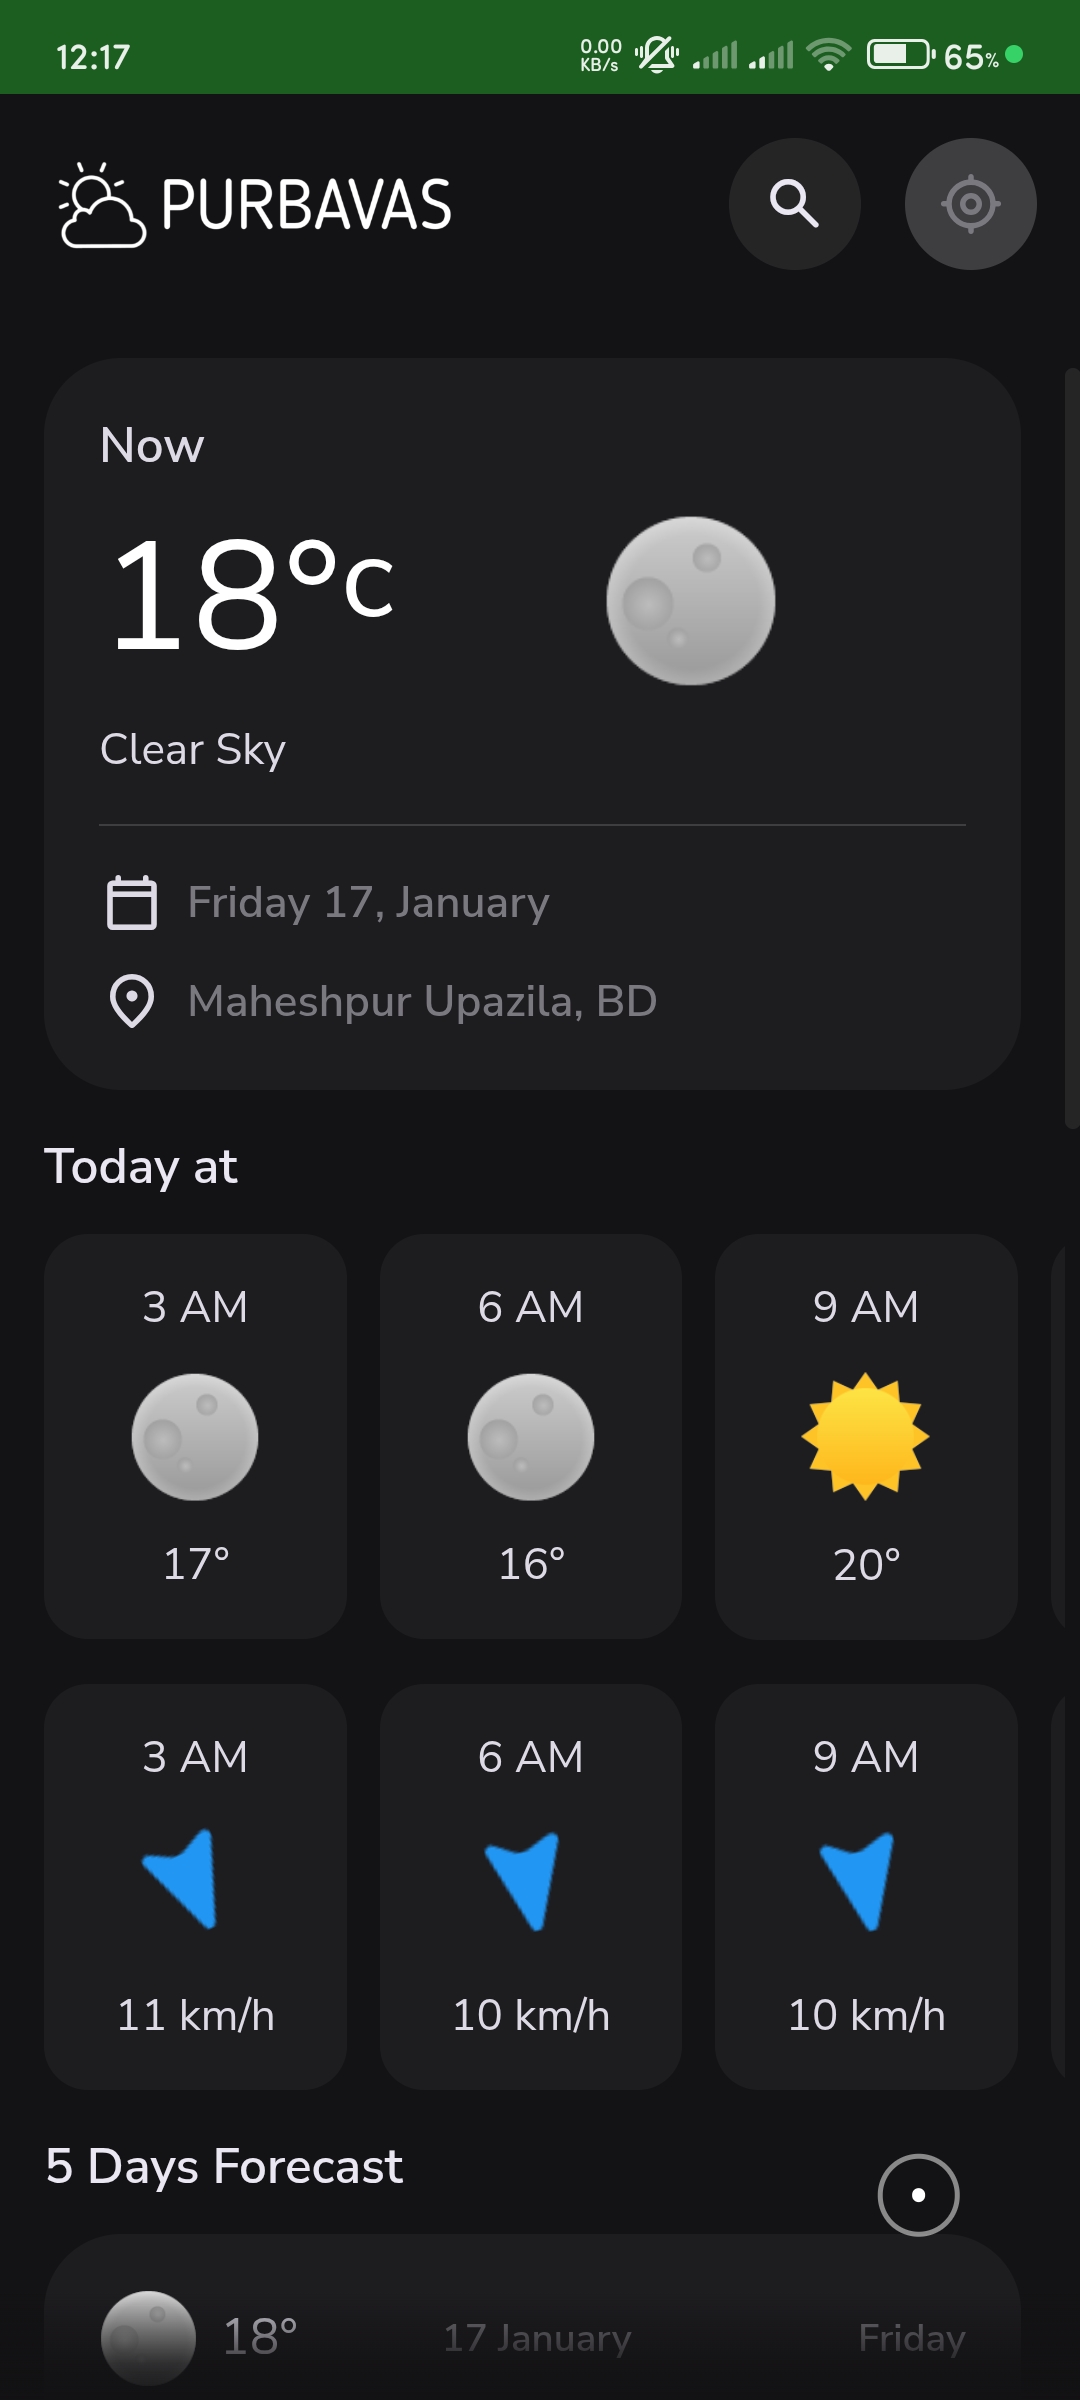 12:17 0.00 KB/s 65%
PURBAVAS
Now
18°c
Clear Sky
Friday 17, January
Maheshpur Upazila, BD
Today at
3 AM 6 AM 9 AM
17° 16° 20°
3 AM 6 AM 9 AM
11 km/h 10 km/h 10 km/h
5 Days Forecast
18° 17 January Friday